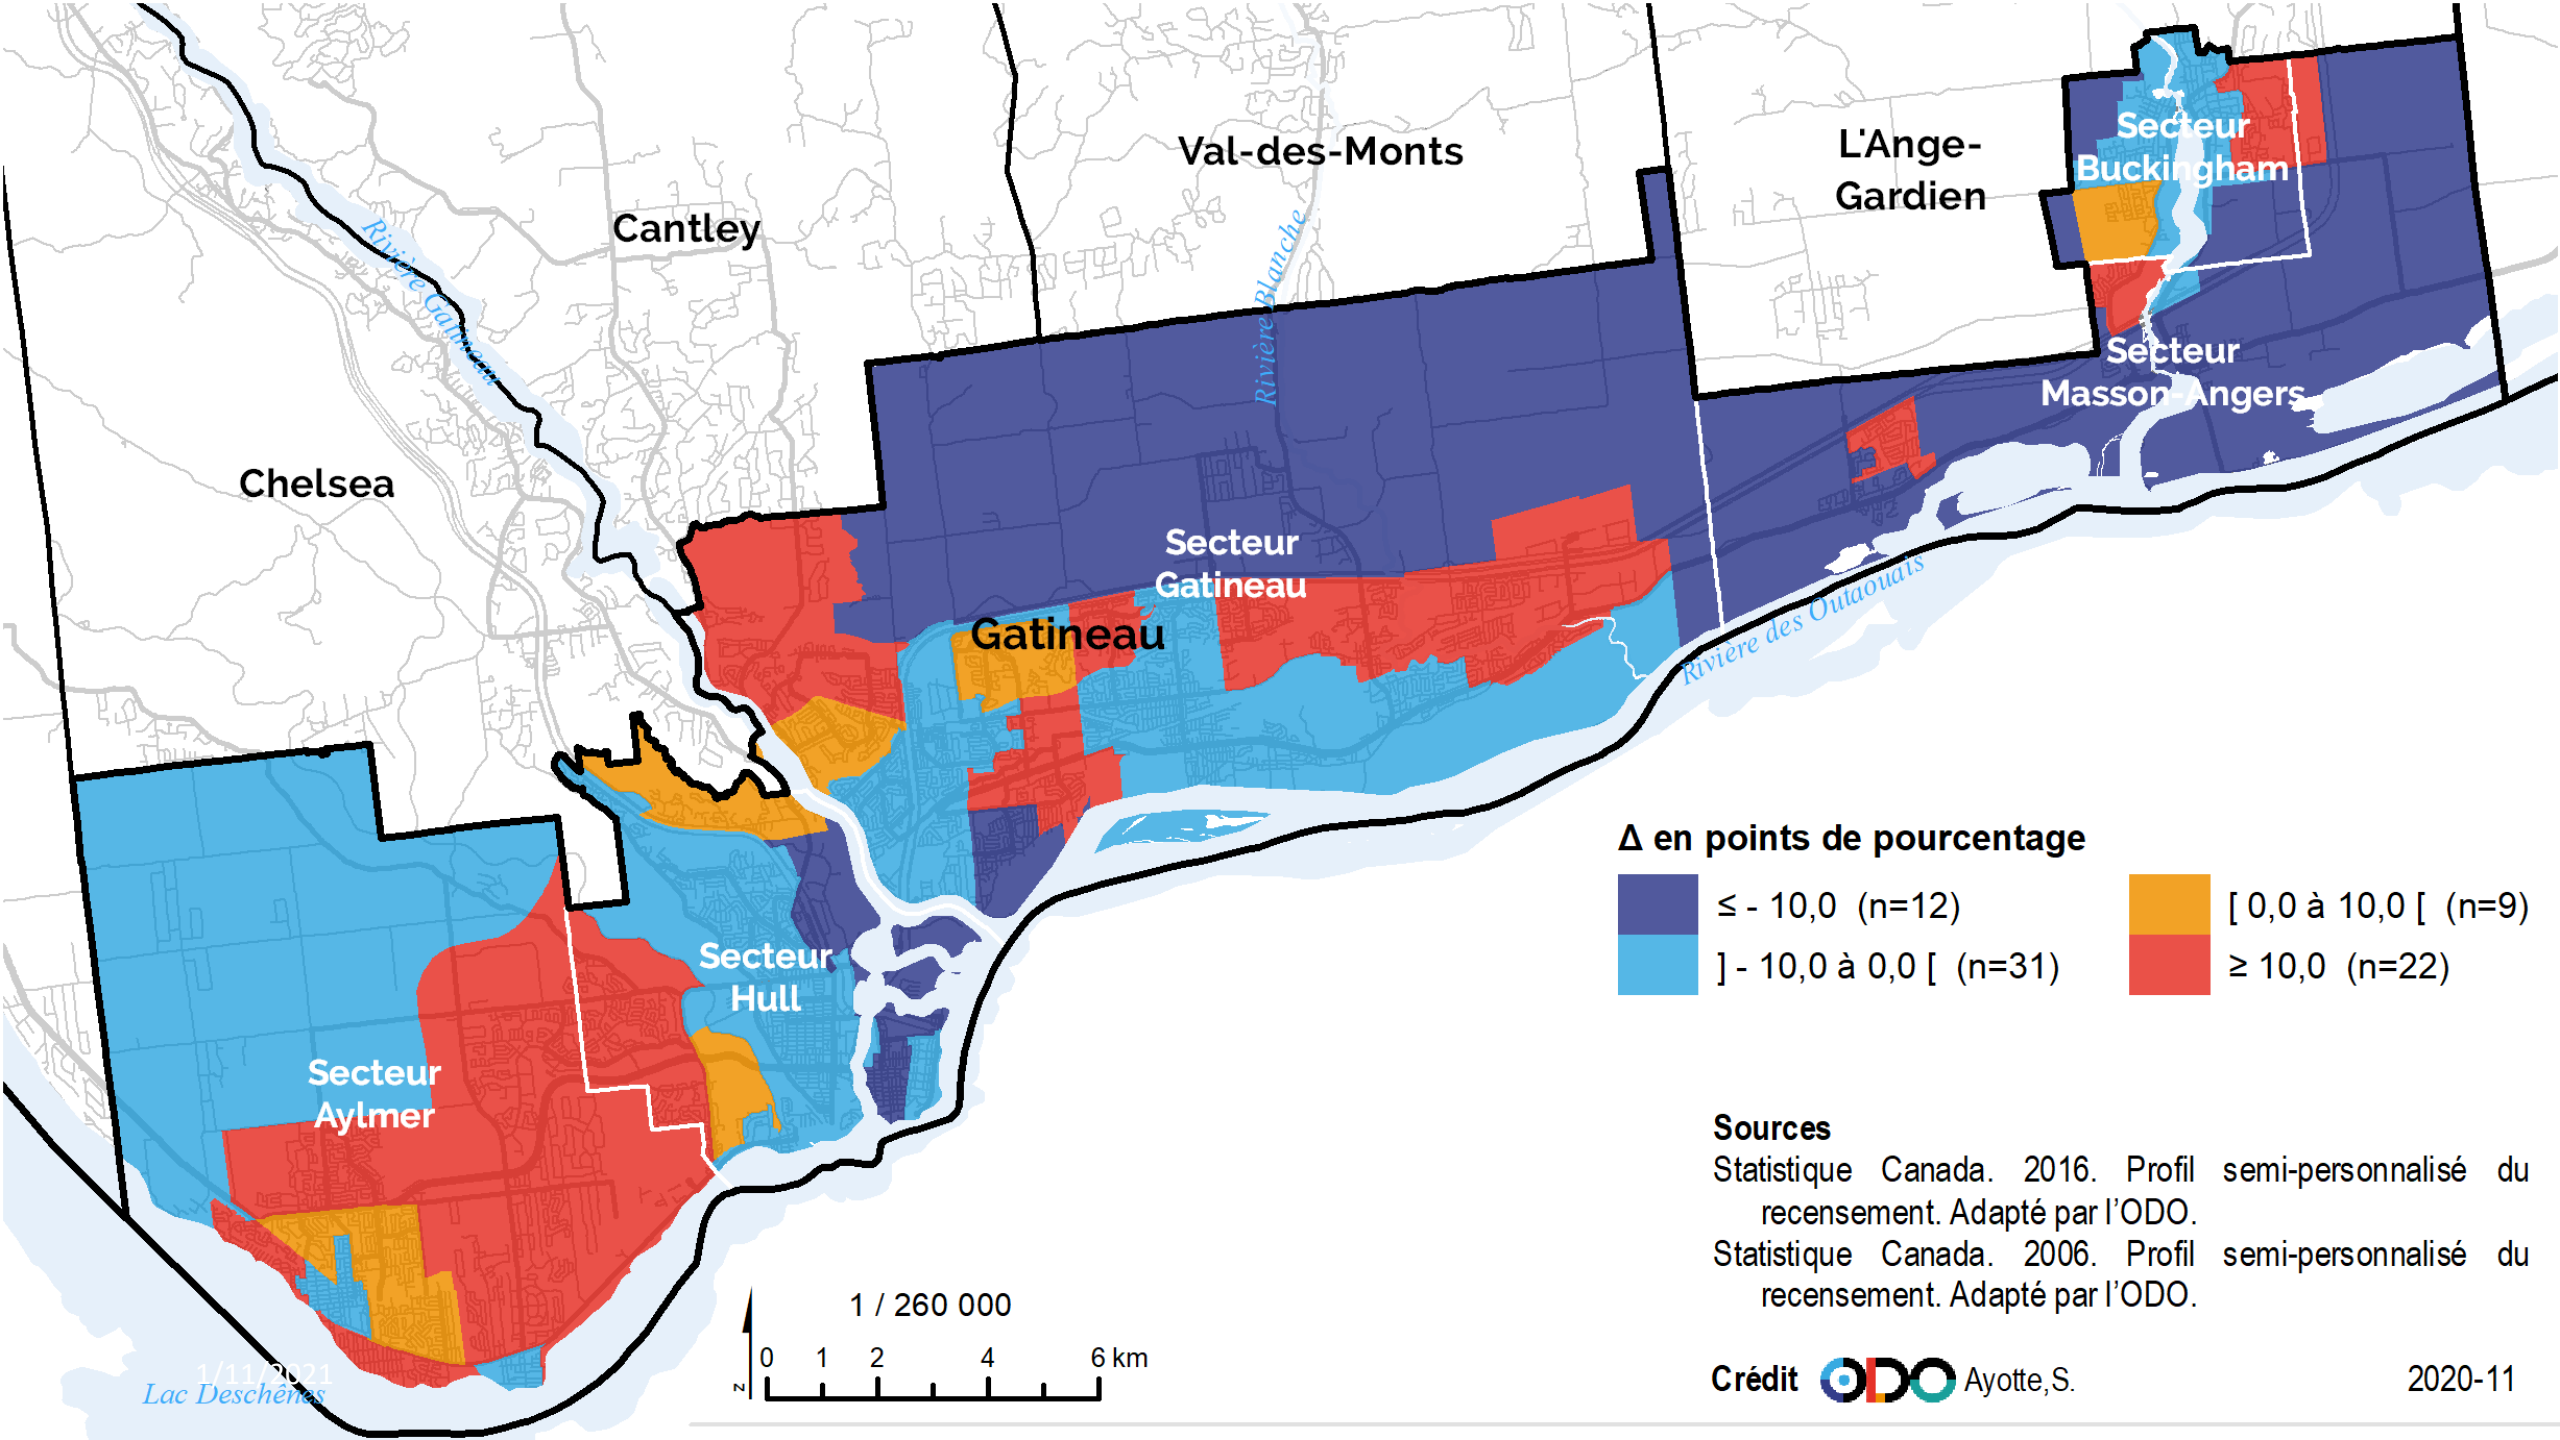 Rivière Gatineau
Cantley
Val-des-Monts
Rivière Blanche
L'Ange-
Gardien
Secteur
Buckingham
Secteur
Masson-Angers
Chelsea
Secteur
Gatineau
Gatineau
Rivière des Outaouais
Secteur
Hull
Secteur
Aylmer
1/11/2021
Lac Deschênes
Δ en points de pourcentage
≤ - 10,0 (n=12)
] - 10,0 à 0,0 [ (n=31)
[ 0,0 à 10,0 [ (n=9)
≥ 10,0 (n=22)
Sources
Statistique Canada. 2016. Profil semi-personnalisé du
recensement. Adapté par l'ODO.
Statistique Canada. 2006. Profil semi-personnalisé du
recensement. Adapté par l'ODO.
1 / 260 000
0 1 2 4 6 km
N
Crédit ODO Ayotte,S.
2020-11